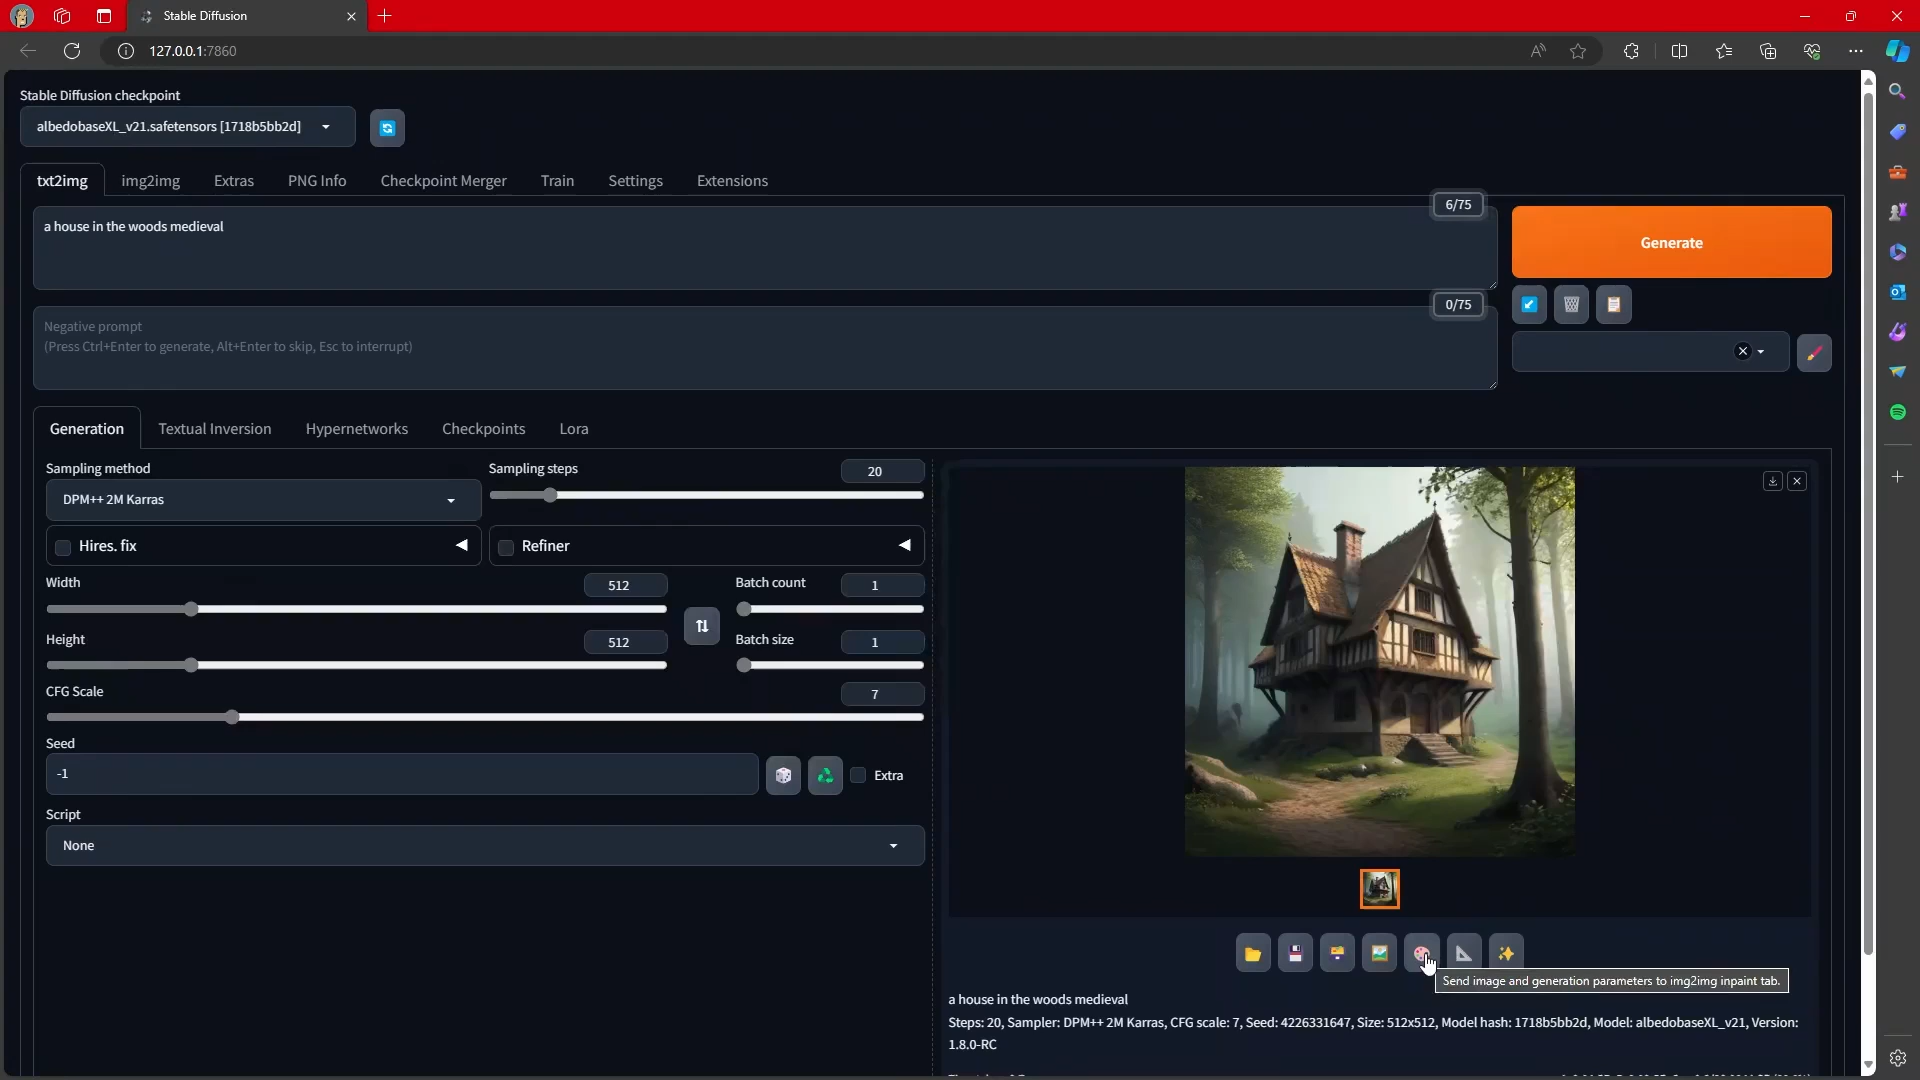 Stable Diffusion
127.0.0.1:7860
Stable Diffusion checkpoint
albedobaseXL_v21.safetensors [1718b5bb2d]
txt2img
img2img
Extras
PNG Info
Checkpoint Merger
Train
Settings
Extensions
6/75
a house in the woods medieval
Generate
0/75
Negative prompt
(Press Ctrl+Enter to generate, Alt+Enter to skip, Esc to interrupt)
Generation
Textual Inversion
Hypernetworks
Checkpoints
Lora
Sampling method
DPM++ 2M Karras
Sampling steps
20
Hires. fix
Refiner
Width
512
Batch count
1
Height
512
Batch size
1
CFG Scale
7
Seed
-1
Extra
Script
None
Send image and generation parameters to img2img inpaint tab.
a house in the woods medieval
Steps: 20, Sampler: DPM++ 2M Karras, CFG scale: 7, Seed: 4226331647, Size: 512x512, Model hash: 1718b5bb2d, Model: albedobaseXL_v21, Version:
1.8.0-RC